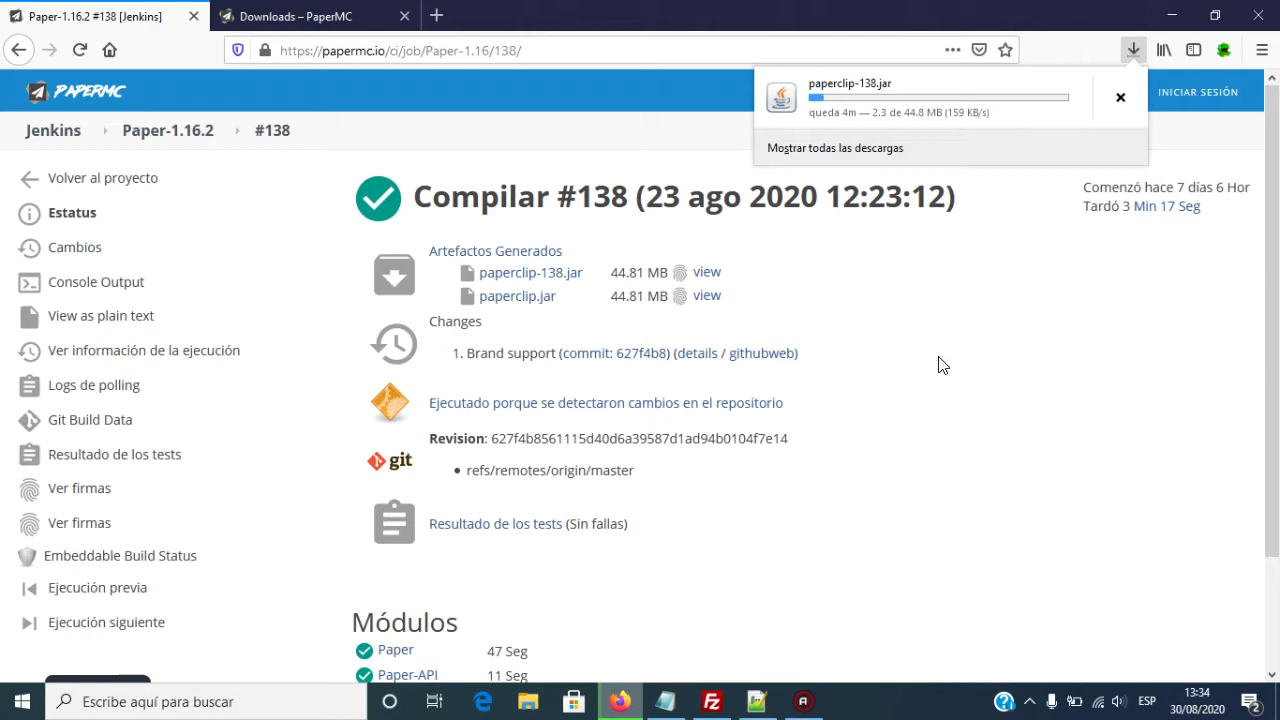 Paper-1.16.2 #138 [Jenkins]
Downloads – PaperMC
https://papermc.io/ci/job/Paper-1.16/138/
paperclip-138.jar
queda 4m — 2.3 de 44.8 MB (159 KB/s)
Mostrar todas las descargas
PAPERMC
INICIAR SESIÓN
Jenkins
Paper-1.16.2
#138
Volver al proyecto
Estatus
Cambios
Console Output
View as plain text
Ver información de la ejecución
Logs de polling
Git Build Data
Resultado de los tests
Ver firmas
Ver firmas
Embeddable Build Status
Ejecución previa
Ejecución siguiente
Compilar #138 (23 ago 2020 12:23:12)
Comenzó hace 7 días 6 Hor
Tardó 3 Min 17 Seg
Artefactos Generados
paperclip-138.jar 44.81 MB view
paperclip.jar 44.81 MB view
Changes
1. Brand support (commit: 627f4b8) (details / githubweb)
Ejecutado porque se detectaron cambios en el repositorio
git
Revision: 627f4b8561115d40d6a39587d1ad94b0104f7e14
• refs/remotes/origin/master
Resultado de los tests (Sin fallas)
Módulos
Paper 47 Seg
Paper-API 11 Seg
Escribe aquí para buscar
ESP
13:34
30/08/2020
2